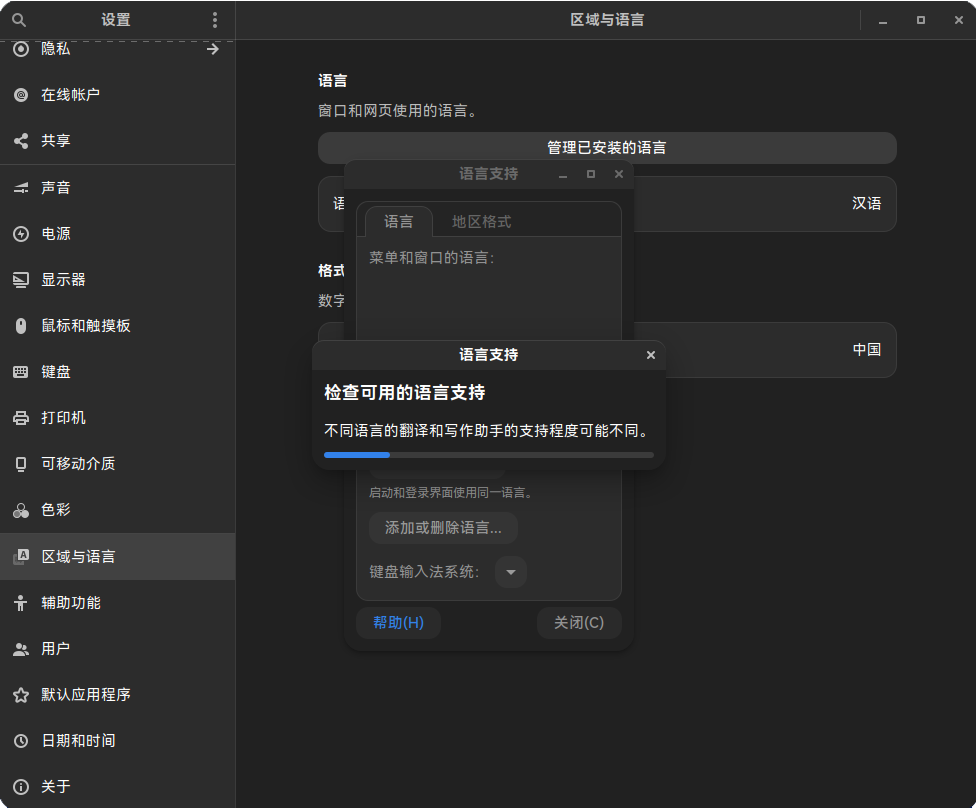 设置
隐私
在线帐户
共享
声音
电源
显示器
鼠标和触摸板
键盘
打印机
可移动介质
色彩
区域与语言
辅助功能
用户
默认应用程序
日期和时间
关于
区域与语言
语言
窗口和网页使用的语言。
管理已安装的语言
语
汉语
格式
数字
中国
语言支持
语言
地区格式
菜单和窗口的语言：
语言支持
检查可用的语言支持
不同语言的翻译和写作助手的支持程度可能不同。
启动和登录界面使用同一语言。
添加或删除语言...
键盘输入法系统：
帮助(H)
关闭(C)